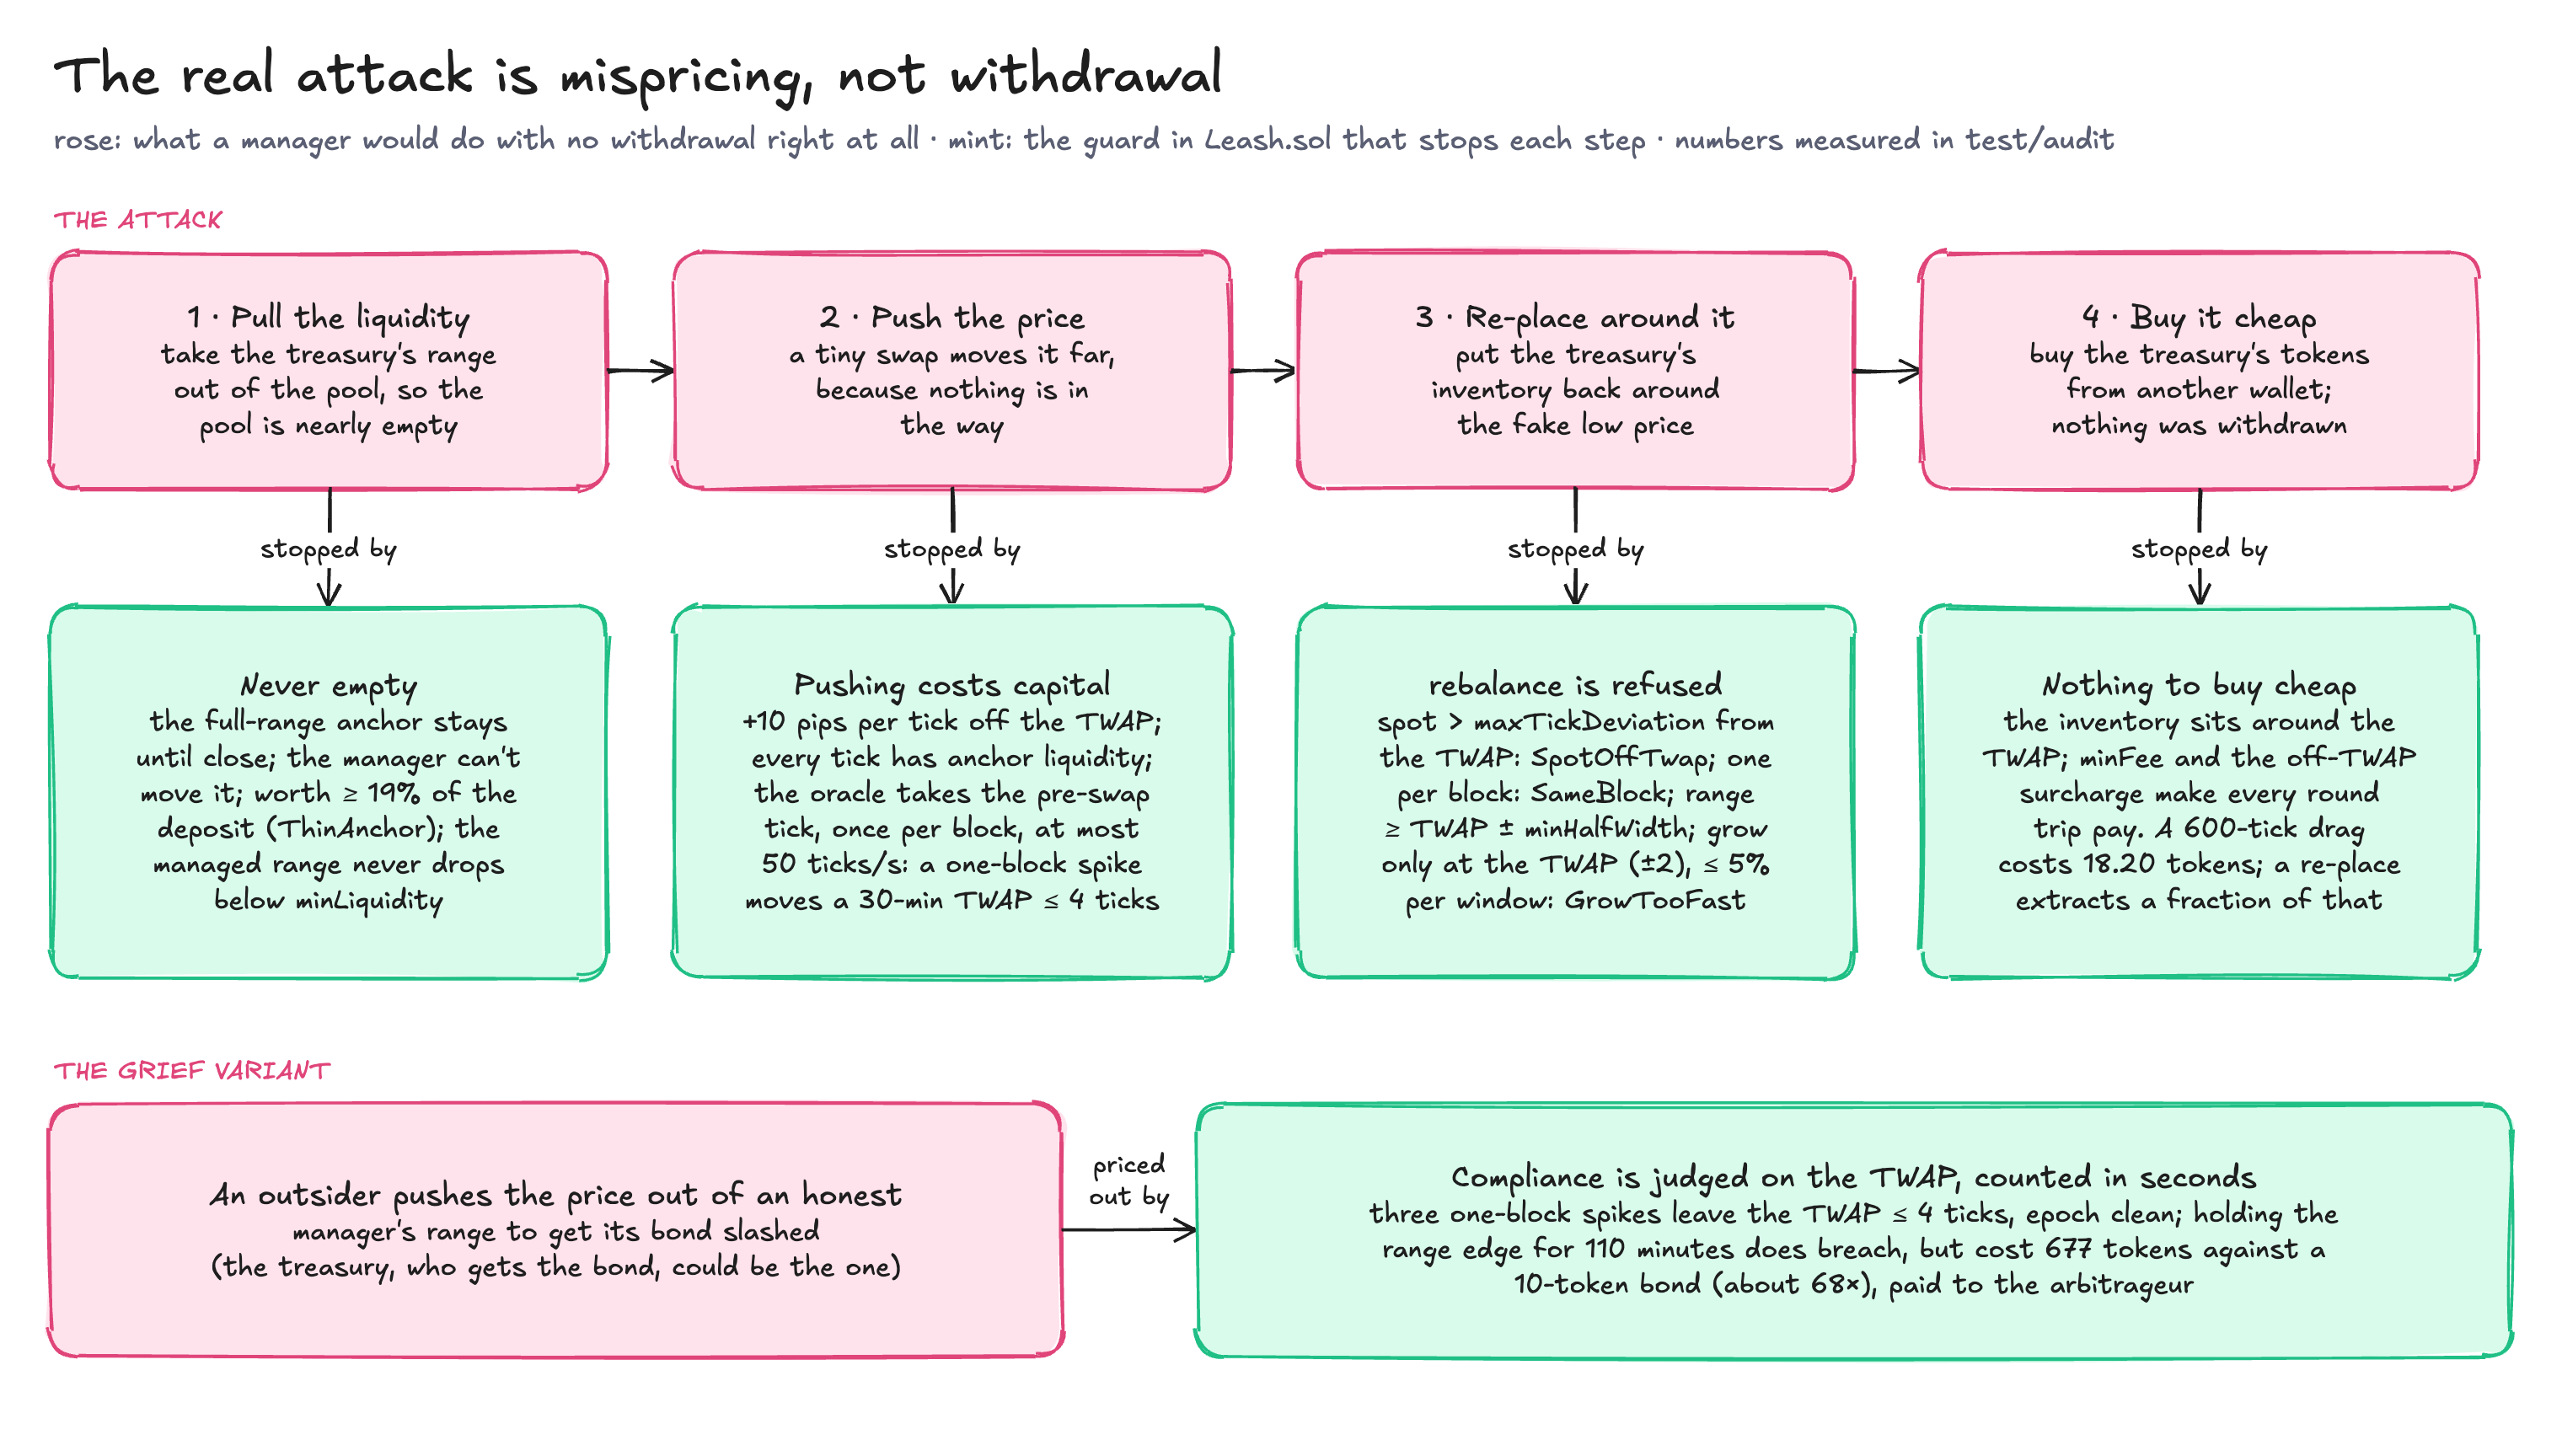 The real attack is mispricing, not withdrawal
rose: what a manager would do with no withdrawal right at all · mint: the guard in Leash.sol that stops each step · numbers measured in test/audit
THE ATTACK
1 · Pull the liquidity
take the treasury's range
out of the pool, so the
pool is nearly empty
2 · Push the price
a tiny swap moves it far,
because nothing is in
the way
3 · Re-place around it
put the treasury's
inventory back around
the fake low price
4 · Buy it cheap
buy the treasury's tokens
from another wallet;
nothing was withdrawn
stopped by
stopped by
stopped by
stopped by
Never empty
the full-range anchor stays
until close; the manager can't
move it; worth ≥ 19% of the
deposit (ThinAnchor); the
managed range never drops
below minLiquidity
Pushing costs capital
+10 pips per tick off the TWAP;
every tick has anchor liquidity;
the oracle takes the pre-swap
tick, once per block, at most
50 ticks/s: a one-block spike
moves a 30-min TWAP ≤ 4 ticks
rebalance is refused
spot > maxTickDeviation from
the TWAP: SpotOffTwap; one
per block: SameBlock; range
≥ TWAP ± minHalfWidth; grow
only at the TWAP (±2), ≤ 5%
per window: GrowTooFast
Nothing to buy cheap
the inventory sits around the
TWAP; minFee and the off-TWAP
surcharge make every round
trip pay. A 600-tick drag
costs 18.20 tokens; a re-place
extracts a fraction of that
THE GRIEF VARIANT
An outsider pushes the price out of an honest
manager's range to get its bond slashed
(the treasury, who gets the bond, could be the one)
priced
out by
Compliance is judged on the TWAP, counted in seconds
three one-block spikes leave the TWAP ≤ 4 ticks, epoch clean; holding the
range edge for 110 minutes does breach, but cost 677 tokens against a
10-token bond (about 68×), paid to the arbitrageur